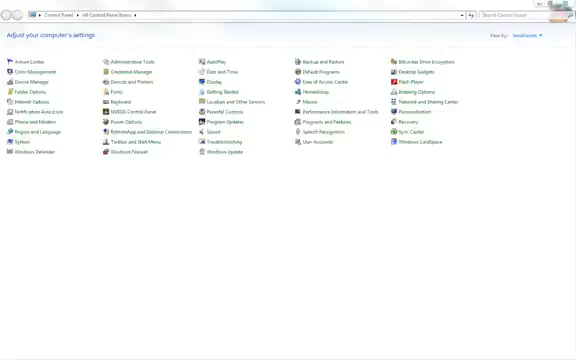 Control Panel ▸ All Control Panel Items ▸ Search Control Panel
Adjust your computer's settings View by: Small icons
Action Center Administrative Tools AutoPlay Backup and Restore BitLocker Drive Encryption
Color Management Credential Manager Date and Time Default Programs Desktop Gadgets
Device Manager Devices and Printers Display Ease of Access Center Flash Player
Folder Options Fonts Getting Started HomeGroup Indexing Options
Internet Options Keyboard Location and Other Sensors Mouse Network and Sharing Center
Notification Area Icons NVIDIA Control Panel Parental Controls Performance Information and Tools Personalization
Phone and Modem Power Options Program Updates Programs and Features Recovery
Region and Language RemoteApp and Desktop Connections Sound Speech Recognition Sync Center
System Taskbar and Start Menu Troubleshooting User Accounts Windows CardSpace
Windows Defender Windows Firewall Windows Update